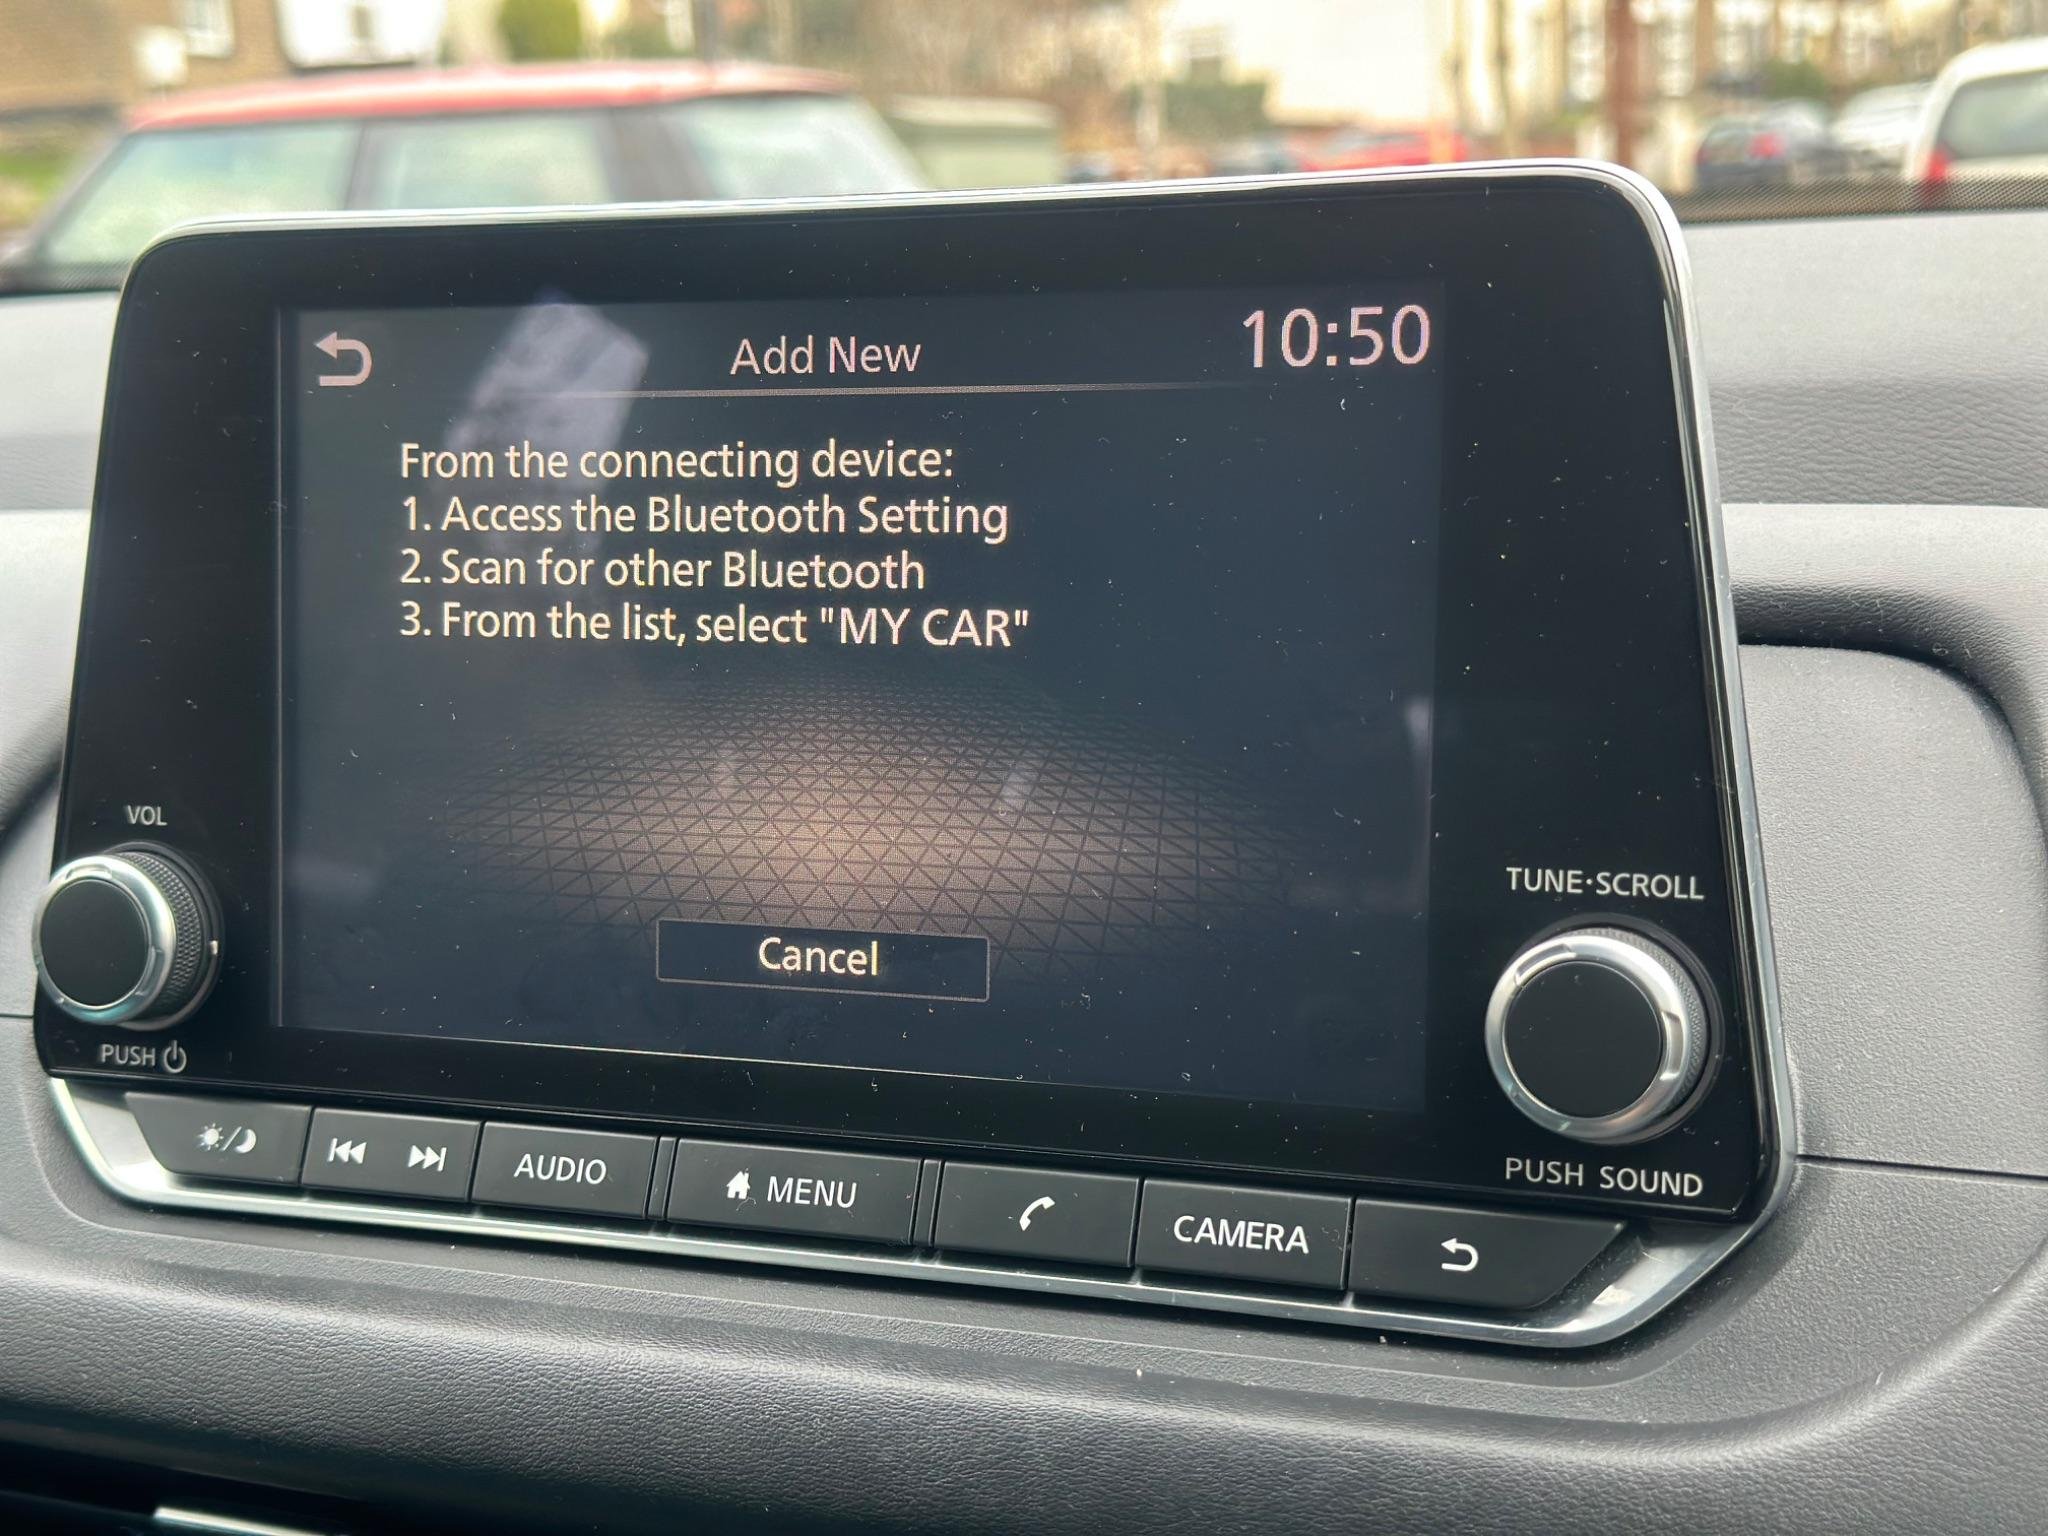 Add New
10:50
From the connecting device:
1. Access the Bluetooth Setting
2. Scan for other Bluetooth
3. From the list, select "MY CAR"
Cancel
VOL
PUSH
TUNE·SCROLL
PUSH SOUND
AUDIO
MENU
CAMERA